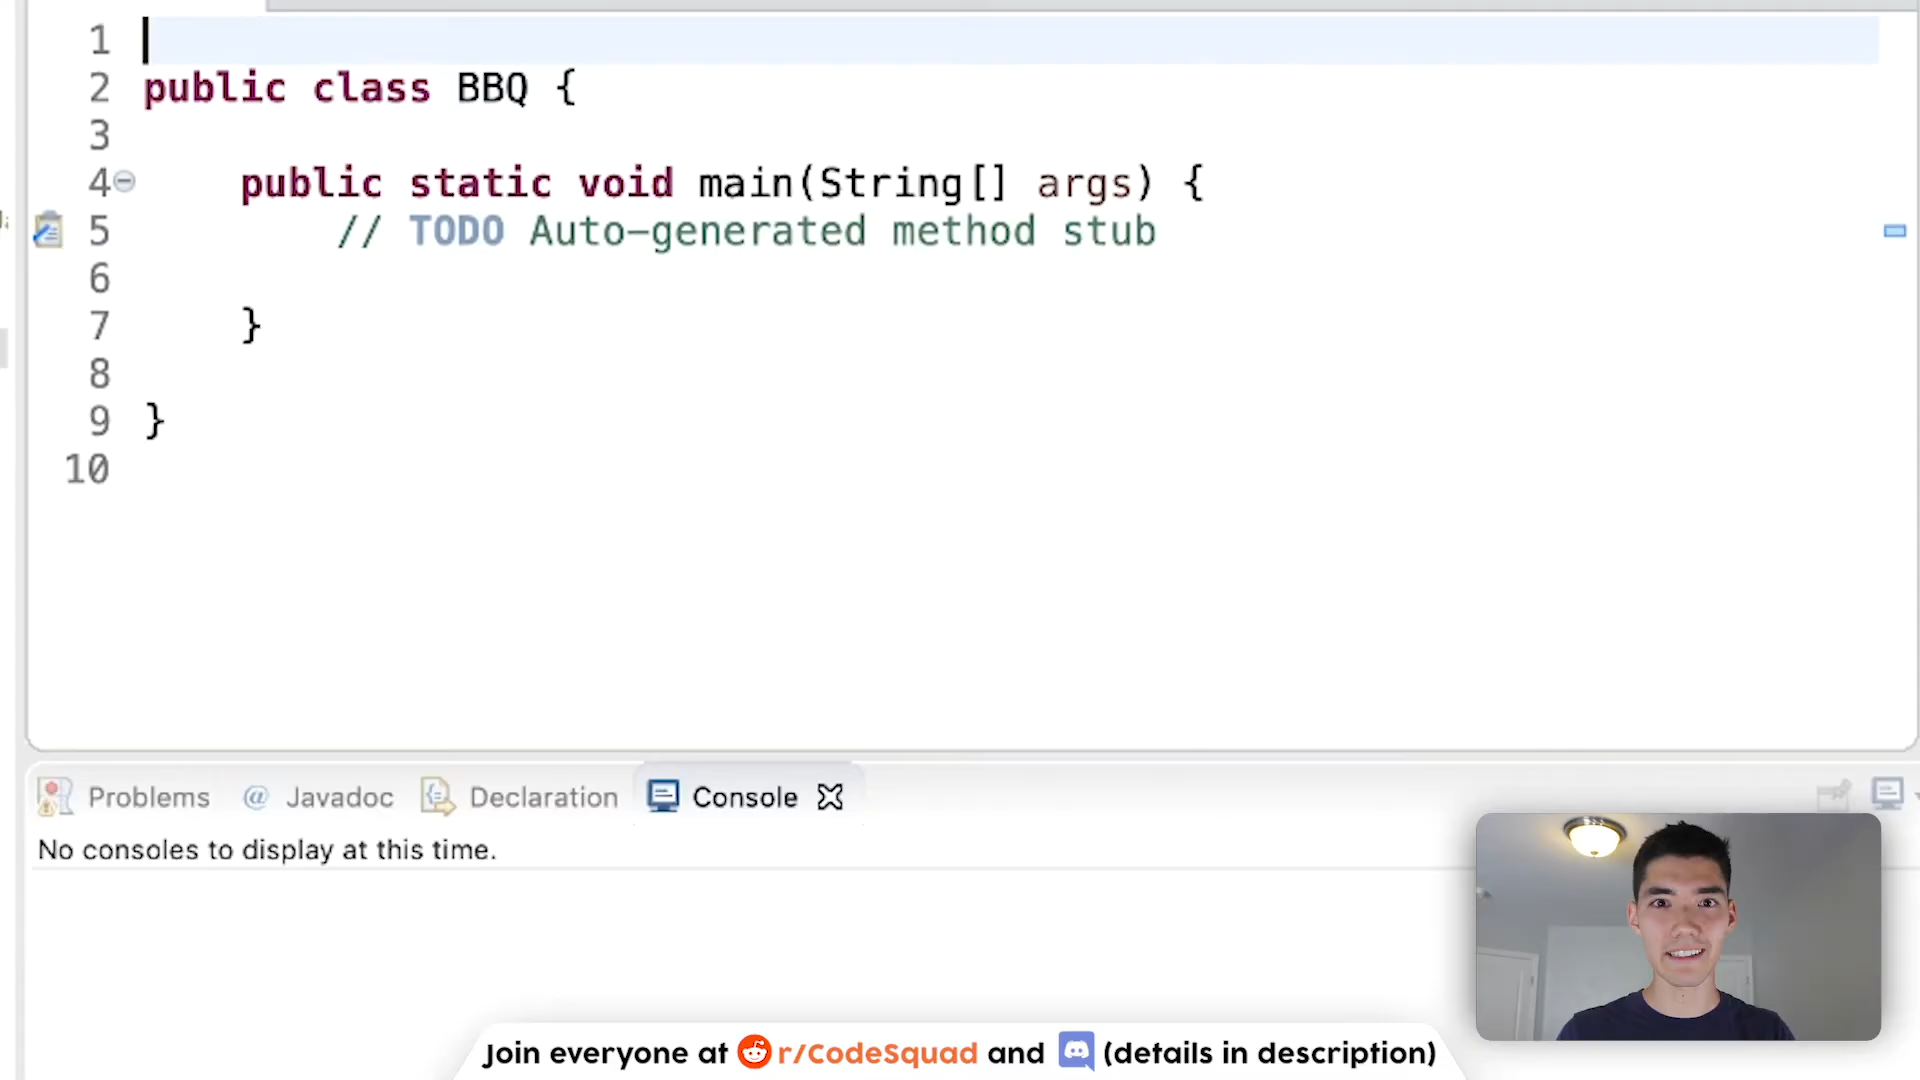 1
2 public class BBQ {
3
4 public static void main(String[] args) {
5 // TODO Auto-generated method stub
6
7 }
8
9 }
10
Problems @ Javadoc Declaration Console
No consoles to display at this time.
Join everyone at r/CodeSquad and (details in description)